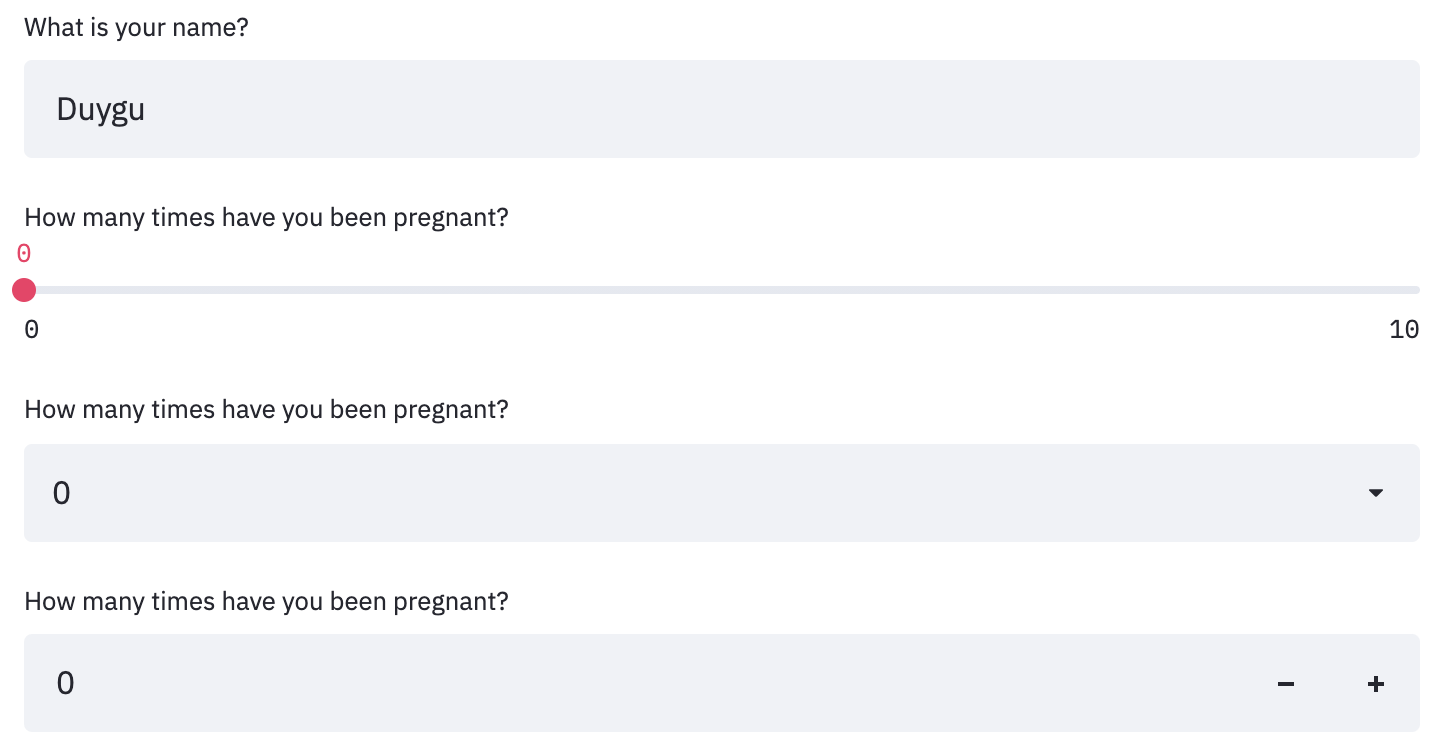 What is your name?
Duygu
How many times have you been pregnant?
0
0 10
How many times have you been pregnant?
0
How many times have you been pregnant?
0 − +